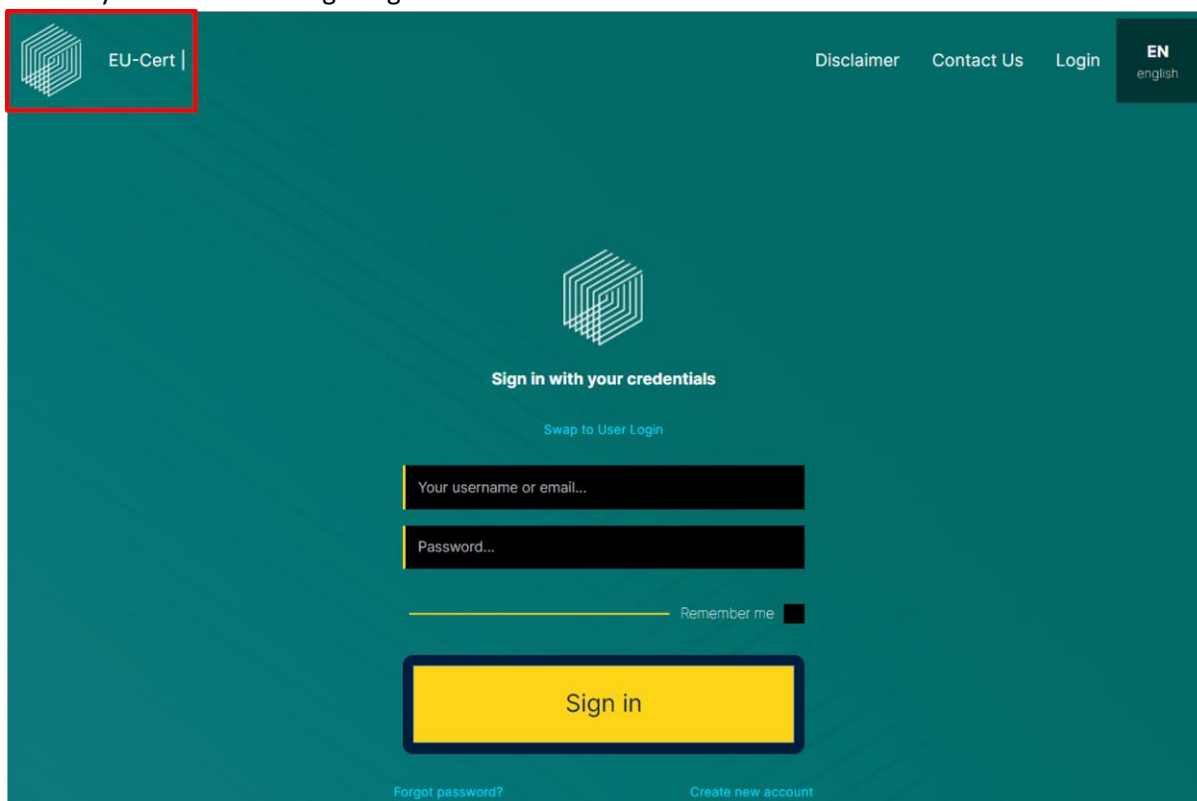 EU-Cert |
Disclaimer Contact Us Login EN
english
Sign in with your credentials
Swap to User Login
Your username or email...
Password...
Remember me
Sign in
Forgot password? Create new account